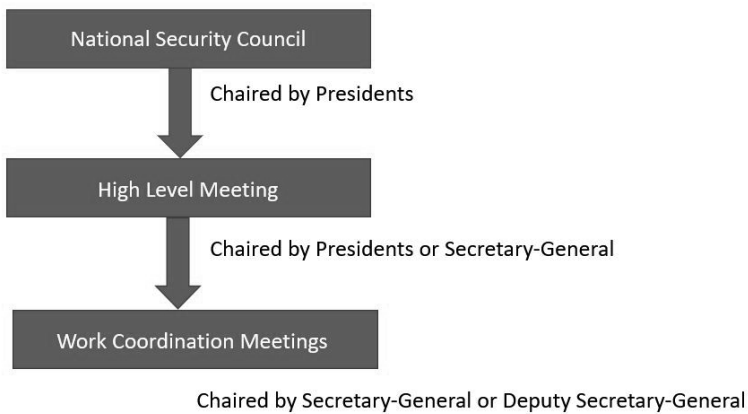 National Security Council
Chaired by Presidents
High Level Meeting
Chaired by Presidents or Secretary-General
Work Coordination Meetings
Chaired by Secretary-General or Deputy Secretary-General